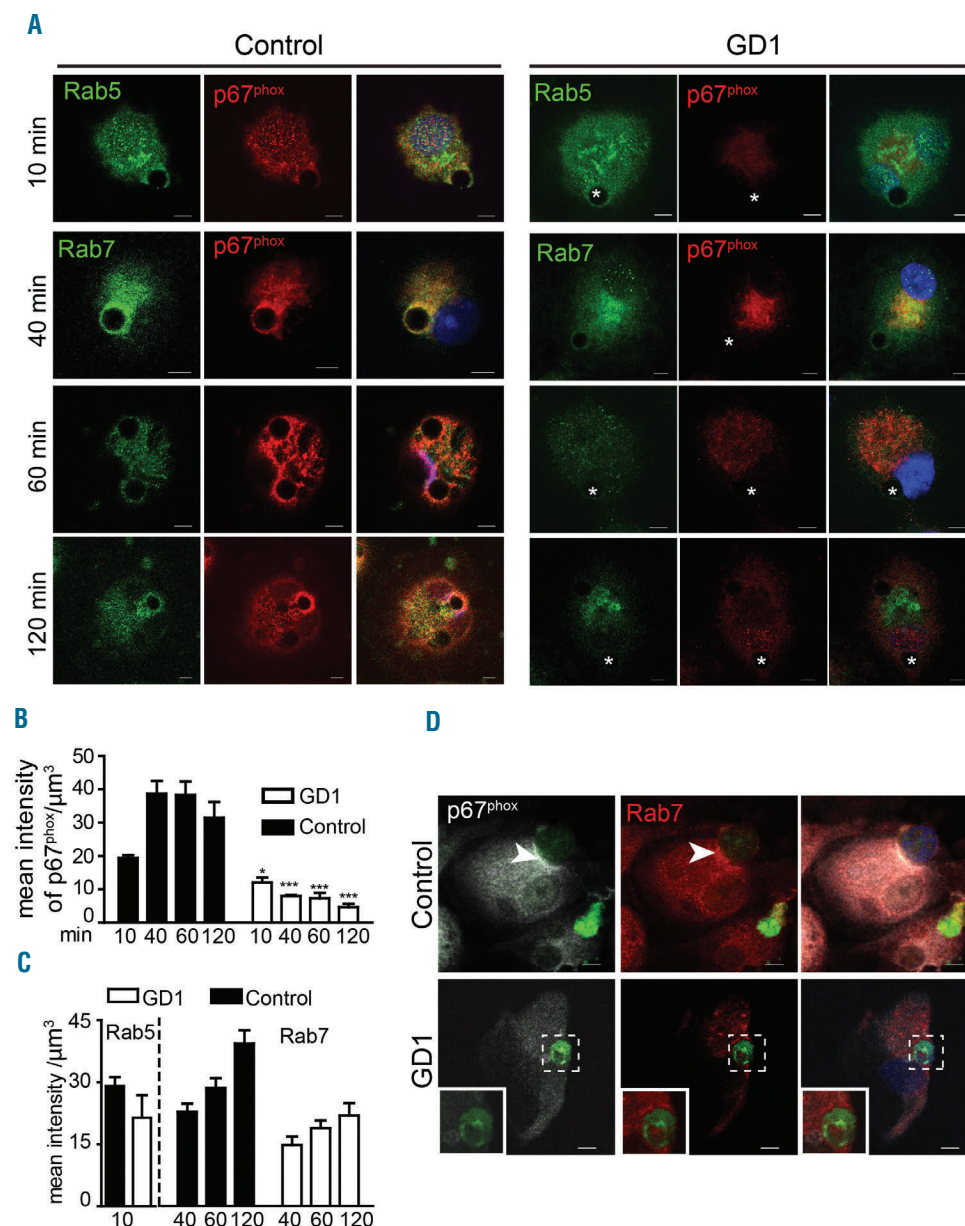 A
Control
GD1
10 min
Rab5
p67phox
Rab5
p67phox
*
*
40 min
Rab7
p67phox
Rab7
p67phox
*
60 min
*
*
*
120 min
*
*
*
B
mean intensity
of p67phox/µm3
50
40
30
20
10
0
GD1
Control
*
***
***
***
min
10 40 60 120
10 40 60 120
C
GD1
Control
mean intensity /µm3
45
30
15
0
Rab5
Rab7
10
40 60 120
40 60 120
D
Control
p67phox
Rab7
GD1